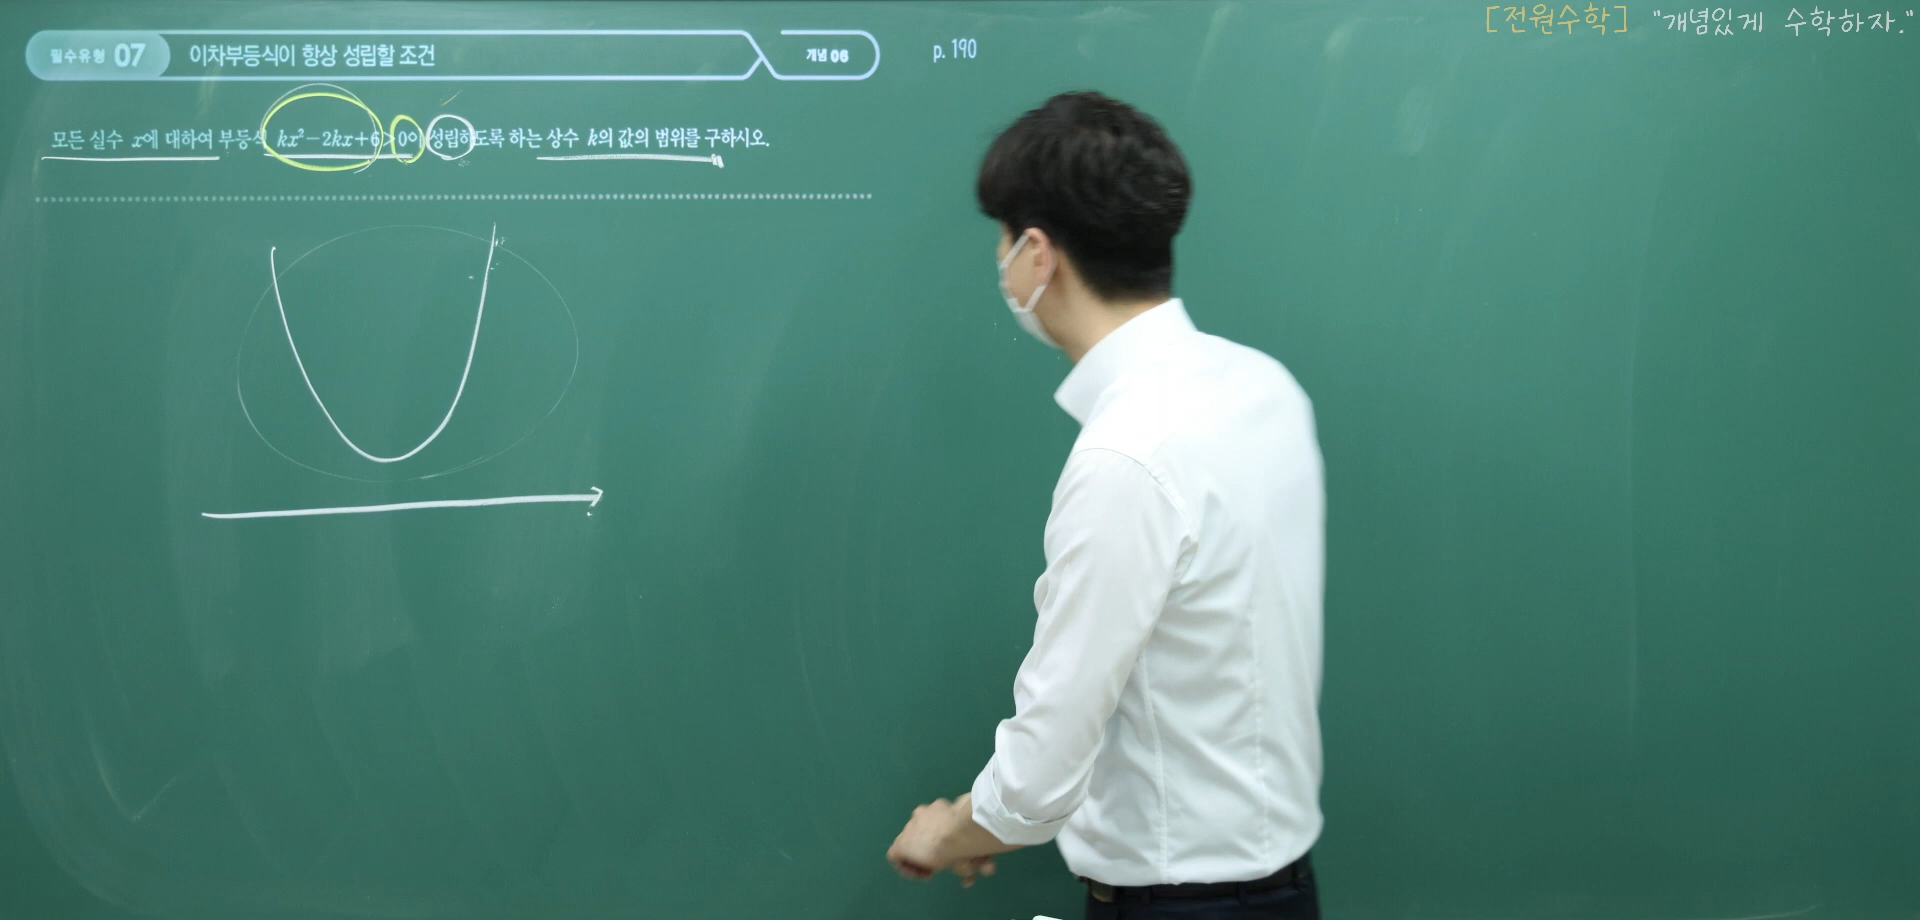 [전원수학] "개념있게 수학하자."
필수유형 07 이차부등식이 항상 성립할 조건 개념 06 p. 190
모든 실수 x에 대하여 부등식 kx²-2kx+6>0이 성립하도록 하는 상수 k의 값의 범위를 구하시오.